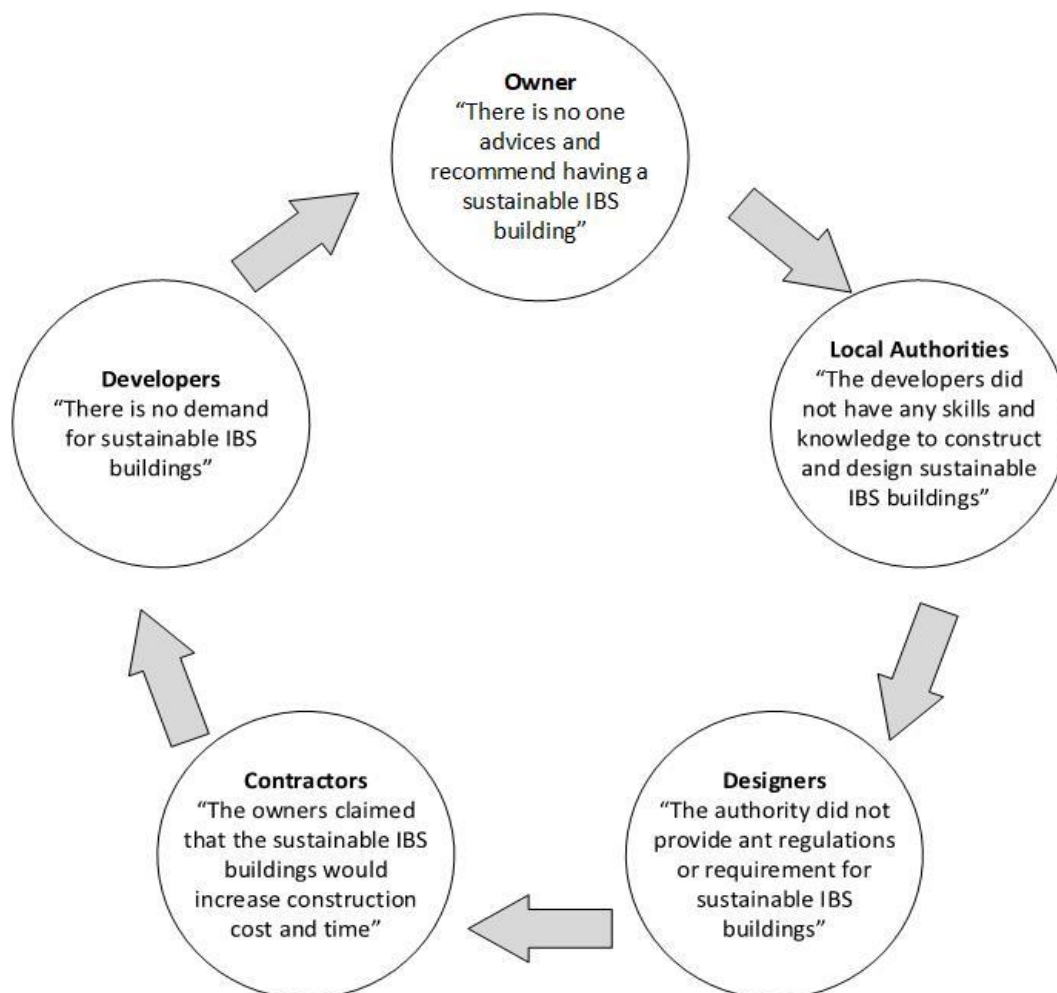 Owner
“There is no one
advices and
recommend having a
sustainable IBS
building”
Local Authorities
“The developers did
not have any skills and
knowledge to construct
and design sustainable
IBS buildings”
Designers
“The authority did not
provide ant regulations
or requirement for
sustainable IBS
buildings”
Contractors
“The owners claimed
that the sustainable IBS
buildings would
increase construction
cost and time”
Developers
“There is no demand
for sustainable IBS
buildings”